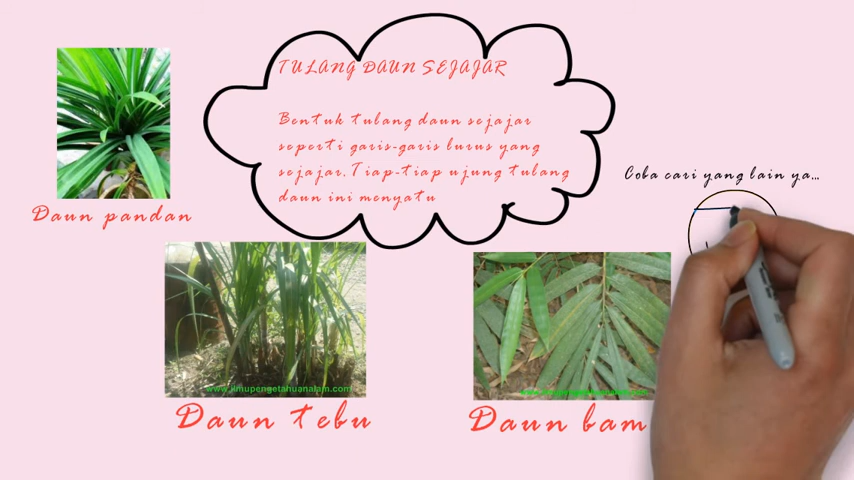 TULANG DAUN SEJAJAR
Bentuk tulang daun sejajar
seperti garis-garis lurus yang
sejajar. Tiap-tiap ujung tulang
daun ini menyatu
Coba cari yang lain ya...
Daun pandan
www.ilmupengetahuanalam.com
Daun tebu
Daun bam